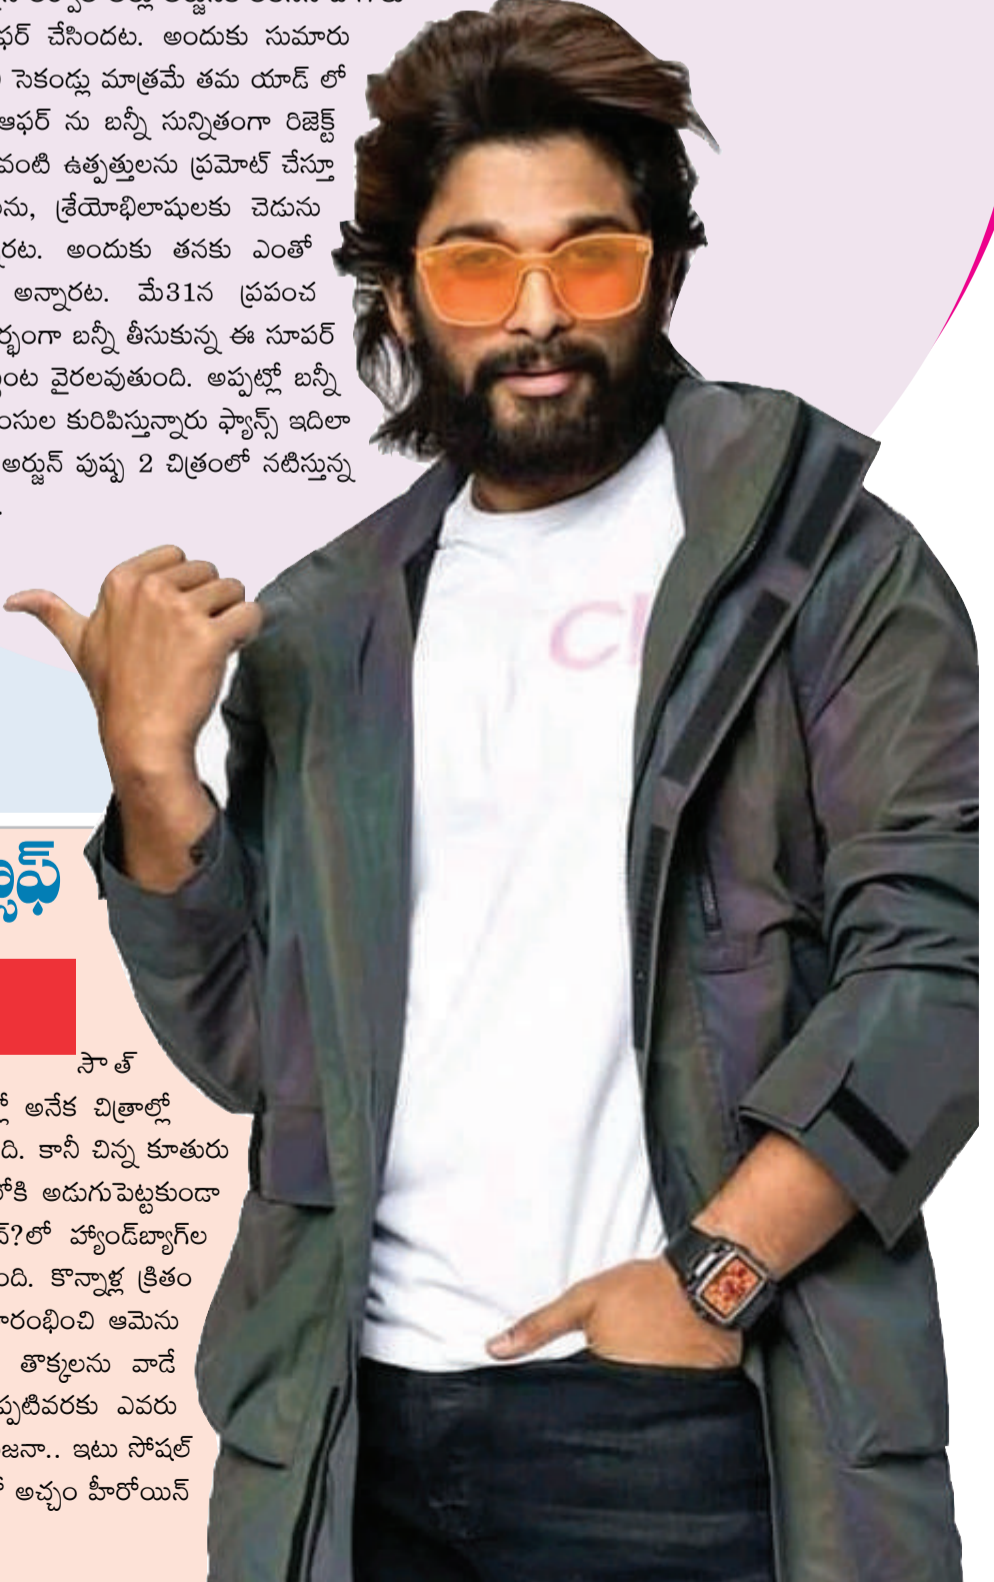 ఫర్ చేసిందట. అందుకు సుమారు
సెకండ్లు మాత్రమే తమ యాడ్ లో
ఆఫర్ ను బన్నీ సున్నితంగా రిజెక్ట్
వంటి ఉత్పత్తులను ప్రమోట్ చేస్తూ
లను, శ్రేయోభిలాషులకు చెడును
రట. అందుకు తనకు ఎంతో
అన్నారట. మే31న ప్రపంచ
ర్భంగా బన్నీ తీసుకున్న ఈ సూపర్
ట్టింట వైరలవుతుంది. అప్పట్లో బన్నీ
ంసుల కురిపిస్తున్నారు ఫ్యాన్స్ ఇదిలా
అర్జున్ పుష్ప 2 చిత్రంలో నటిస్తున్న
.
Cl
సౌత్
ల్లో అనేక చిత్రాల్లో
ది. కానీ చిన్న కూతురు
లోకి అడుగుపెట్టకుండా
న్?లో హ్యాండ్‌బ్యాగ్‌ల
ంది. కొన్నాళ్ల క్రితం
రారంభించి ఆమెను
తొక్కలను వాడే
ప్పటివరకు ఎవరు
ంజనా.. ఇటు సోషల్
అచ్చం హీరోయిన్